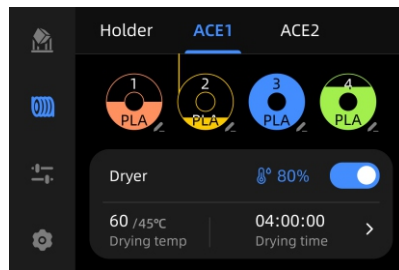 Holder ACE1 ACE2
1 2 3 4
PLA PLA PLA PLA
Dryer 80%
60 /45℃ 04:00:00
Drying temp Drying time